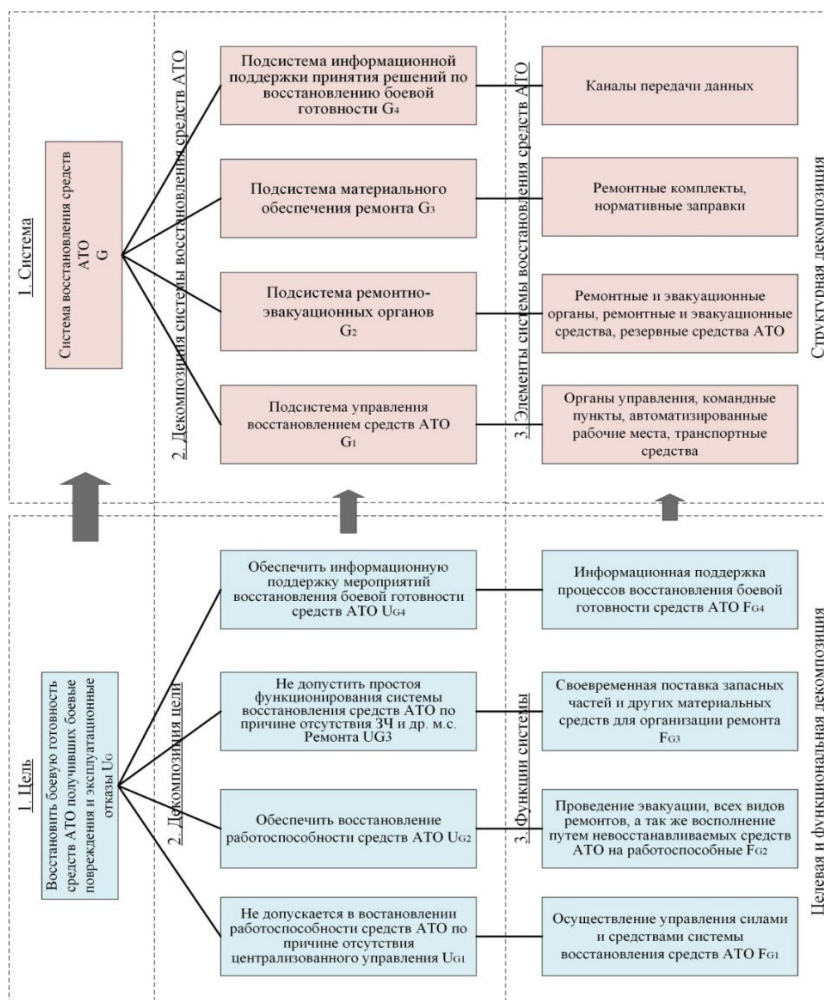 1. Система
Система восстановления средств
АТО
G
2. Декомпозиция системы восстановления средств АТО
Подсистема информационной
поддержки принятия решений по
восстановлению боевой
готовности G4
Подсистема материального
обеспечения ремонта G3
Подсистема ремонтно-
эвакуационных органов
G2
Подсистема управления
восстановлением средств АТО
G1
3. Элементы системы восстановления средств АТО
Каналы передачи данных
Ремонтные комплекты,
нормативные заправки
Ремонтные и эвакуационные
органы, ремонтные и эвакуационные
средства, резервные средства АТО
Органы управления, командные
пункты, автоматизированные
рабочие места, транспортные
средства
Структурная декомпозиция
1. Цель
Восстановить боевую готовность
средств АТО получивших боевые
повреждения и эксплуатационные
отказы UG
2. Декомпозиция цели
Обеспечить информационную
поддержку мероприятий
восстановления боевой готовности
средств АТО UG4
Не допустить простоя
функционирования системы
восстановления средств АТО по
причине отсутствия ЗЧ и др. м.с.
Ремонта UG3
Обеспечить восстановление
работоспособности средств АТО UG2
Не допускается в востановлении
работоспособности средств АТО по
причине отсутствия
централизованного управления UG1
3. Функции системы
Информационная поддержка
процессов восстановления боевой
готовности средств АТО FG4
Своевременная поставка запасных
частей и других материальных
средств для организации ремонта
FG3
Проведение эвакуации, всех видов
ремонтов, а так же восполнение
путем невосстанавливаемых средств
АТО на работоспособные FG2
Осуществление управления силами
и средствами системы
восстановления средств АТО FG1
Целевая и функциональная декомпозиция